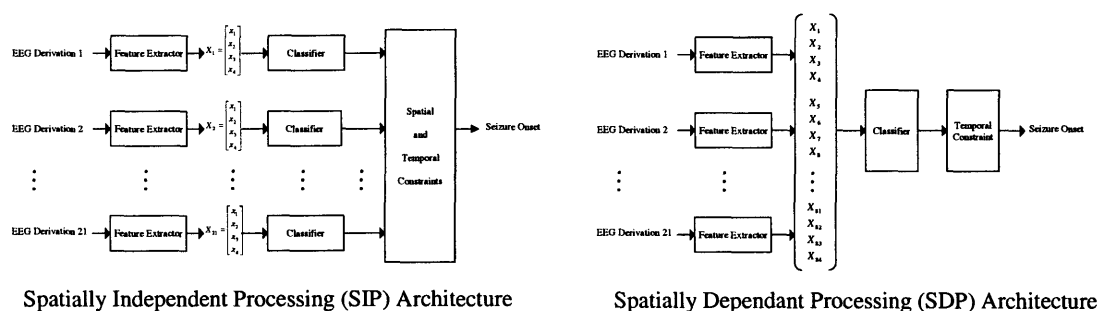 EEG Derivation 1 Feature Extractor X₁ = [x₁ x₂ x₃ x₄] Classifier
EEG Derivation 2 Feature Extractor X₂ = [x₁ x₂ x₃ x₄] Classifier
EEG Derivation 21 Feature Extractor X₂₁ = [x₁ x₂ x₃ x₄] Classifier
Spatial
and
Temporal
Constraints
Seizure Onset
Spatially Independent Processing (SIP) Architecture
EEG Derivation 1 Feature Extractor
EEG Derivation 2 Feature Extractor
EEG Derivation 21 Feature Extractor
X₁
X₂
X₃
X₄
X₅
X₆
X₇
X₈
X₈₁
X₈₂
X₈₃
X₈₄
Classifier
Temporal
Constraint
Seizure Onset
Spatially Dependant Processing (SDP) Architecture